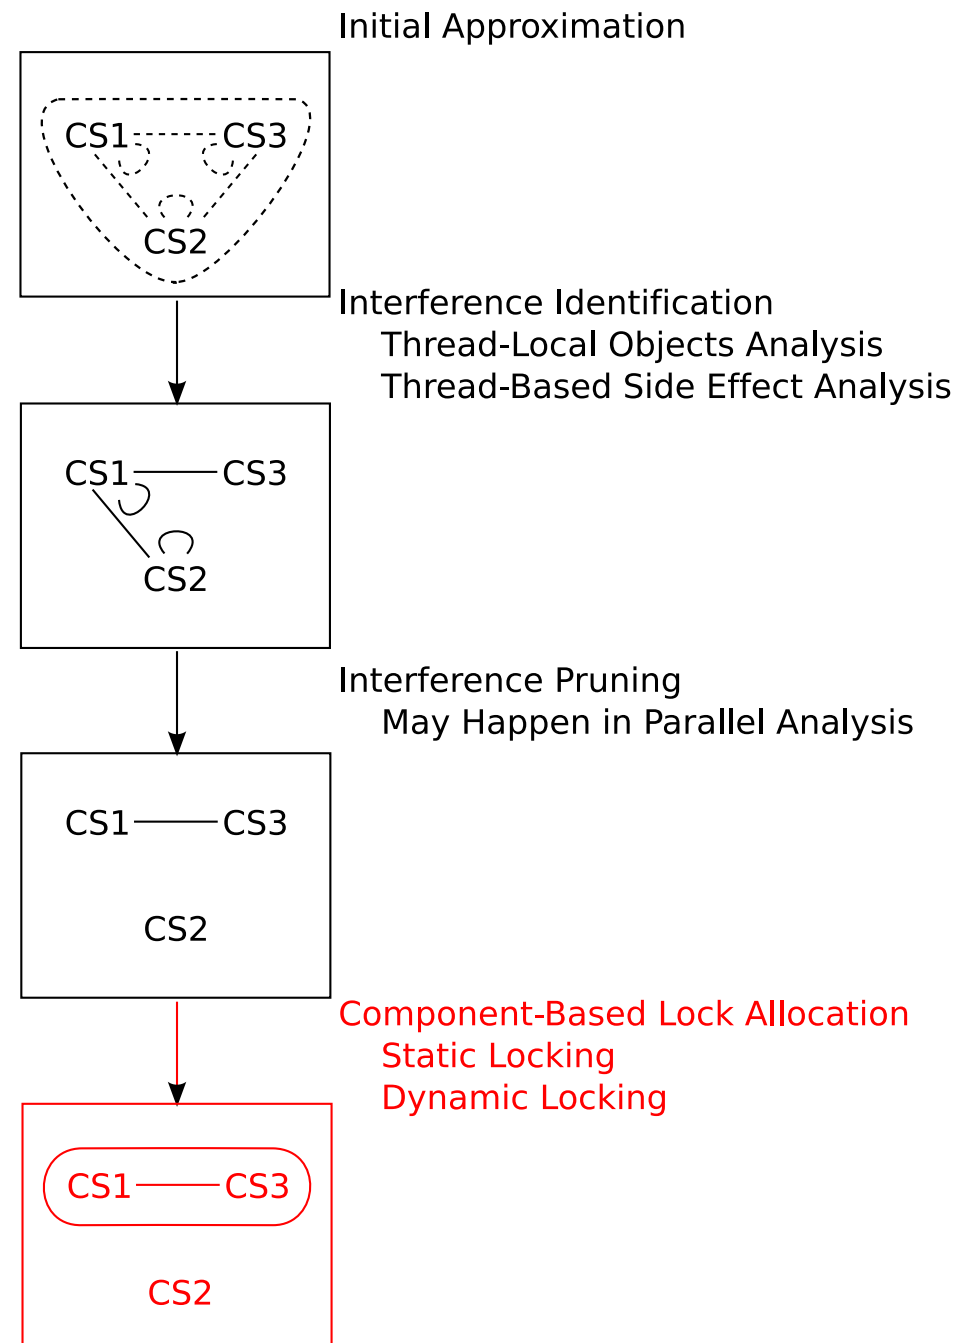 Initial Approximation
CS1 CS3
CS2
Interference Identification
Thread-Local Objects Analysis
Thread-Based Side Effect Analysis
CS1 CS3
CS2
Interference Pruning
May Happen in Parallel Analysis
CS1 CS3
CS2
Component-Based Lock Allocation
Static Locking
Dynamic Locking
CS1 CS3
CS2